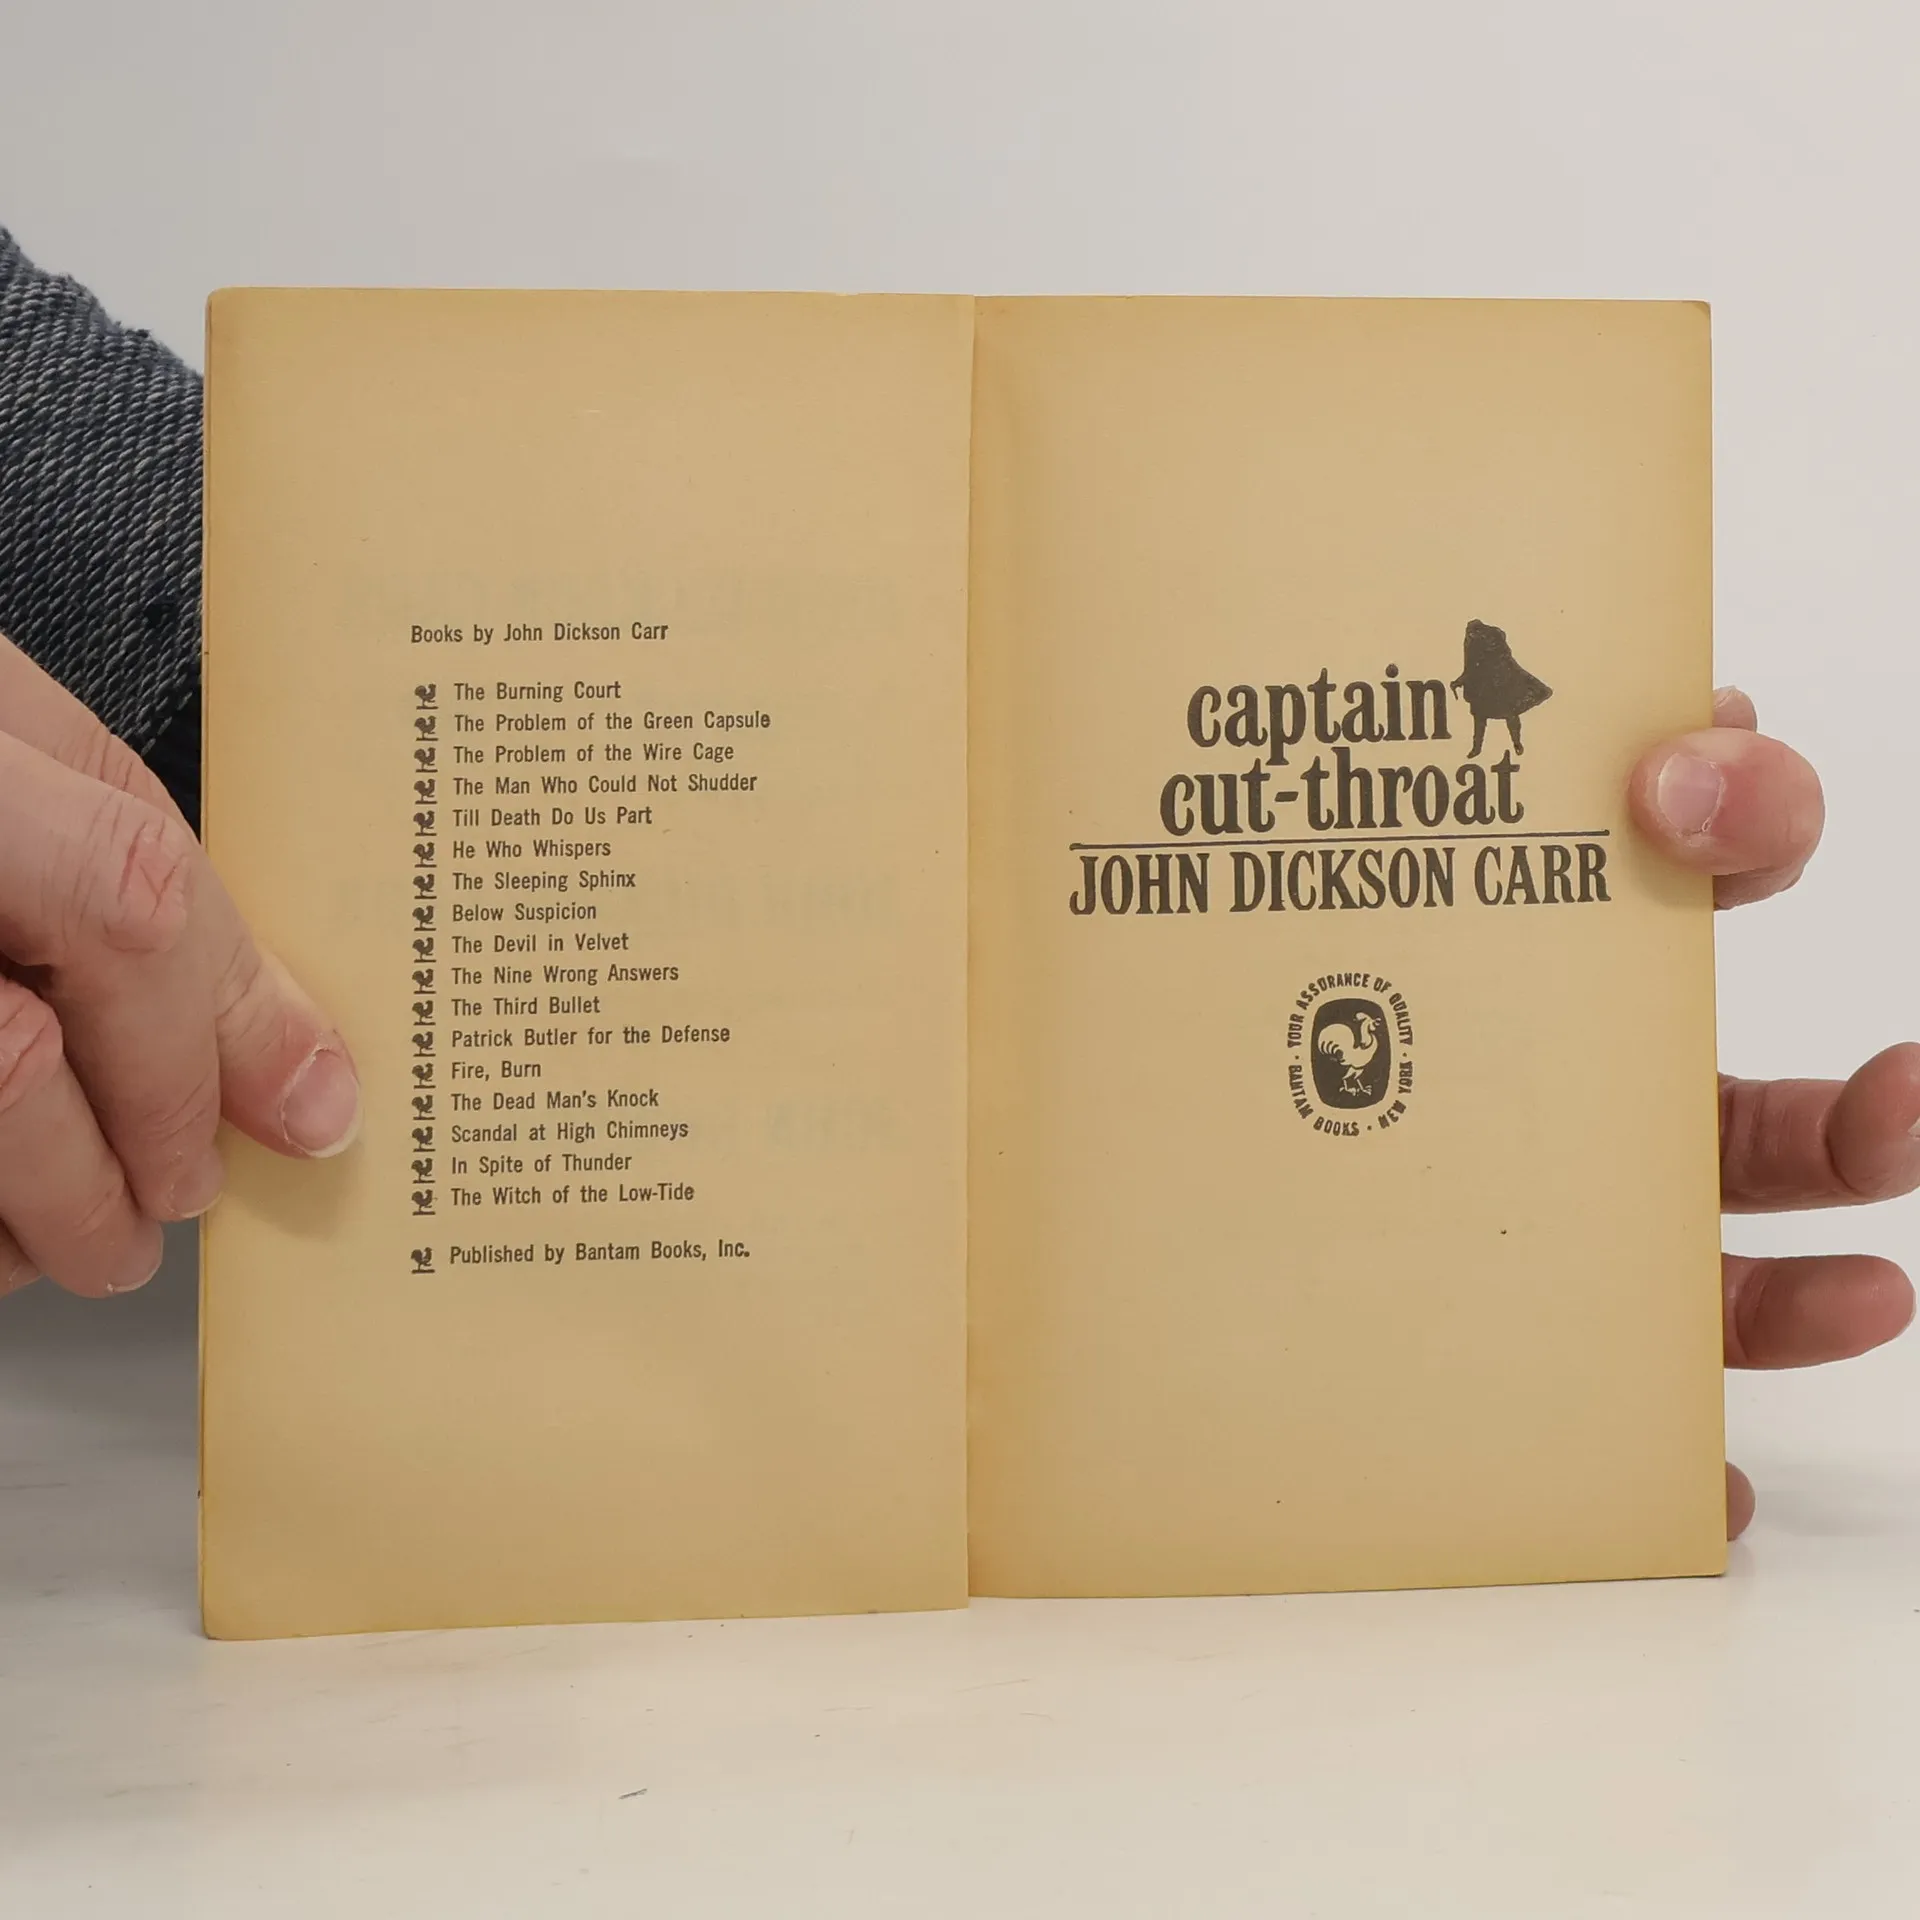 Books by John Dickson Carr
The Burning Court
The Problem of the Green Capsule
The Problem of the Wire Cage
The Man Who Could Not Shudder
Till Death Do Us Part
He Who Whispers
The Sleeping Sphinx
Below Suspicion
The Devil in Velvet
The Nine Wrong Answers
The Third Bullet
Patrick Butler for the Defense
Fire, Burn
The Dead Man's Knock
Scandal at High Chimneys
In Spite of Thunder
The Witch of the Low-Tide
Published by Bantam Books, Inc.
captain
cut-throat
JOHN DICKSON CARR
YOUR ASSURANCE OF QUALITY · NEW YORK · BANTAM BOOKS ·